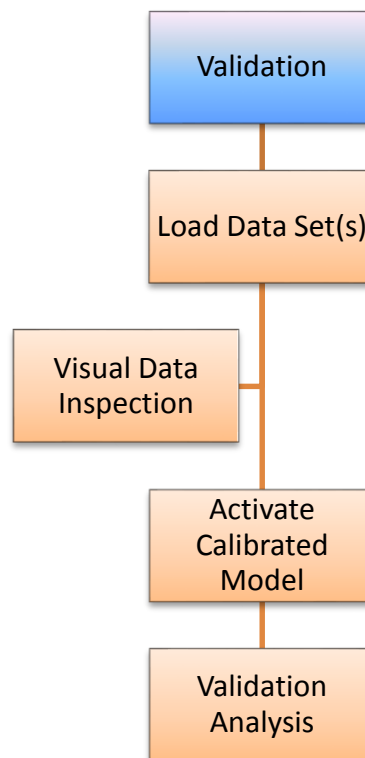 Validation
Load Data Set(s)
Visual Data
Inspection
Activate
Calibrated
Model
Validation
Analysis